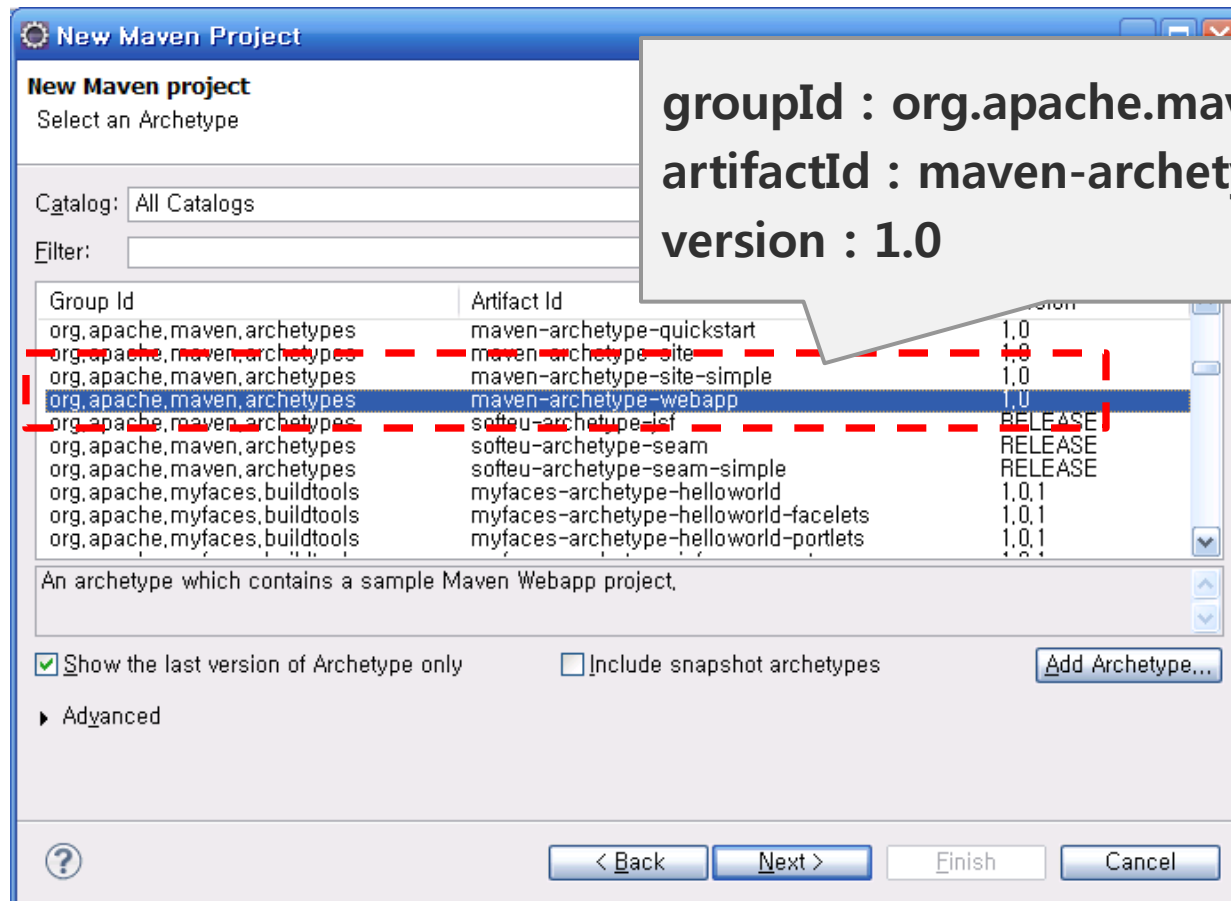 New Maven Project
New Maven project
Select an Archetype
groupId : org.apache.mav
artifactId : maven-archety
version : 1.0
Catalog: All Catalogs
Filter:
Group Id Artifact Id
org.apache.maven.archetypes maven-archetype-quickstart 1.0
org.apache.maven.archetypes maven-archetype-site 1.0
org.apache.maven.archetypes maven-archetype-site-simple 1.0
org.apache.maven.archetypes maven-archetype-webapp 1.0
org.apache.maven.archetypes softeu-archetype-jsf RELEASE
org.apache.maven.archetypes softeu-archetype-seam RELEASE
org.apache.maven.archetypes softeu-archetype-seam-simple RELEASE
org.apache.myfaces.buildtools myfaces-archetype-helloworld 1.0.1
org.apache.myfaces.buildtools myfaces-archetype-helloworld-facelets 1.0.1
org.apache.myfaces.buildtools myfaces-archetype-helloworld-portlets 1.0.1
An archetype which contains a sample Maven Webapp project.
Show the last version of Archetype only Include snapshot archetypes Add Archetype...
Advanced
? < Back Next > Finish Cancel